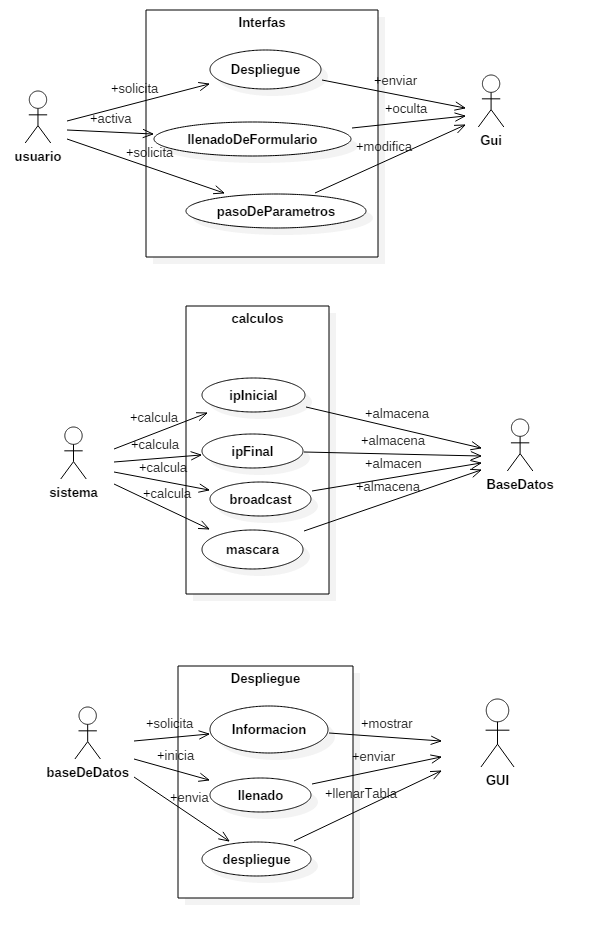 Interfas
Despliegue
+solicita
+enviar
+activa
+oculta
llenadoDeFormulario
+solicita
+modifica
usuario
Gui
pasoDeParametros
calculos
ipInicial
+calcula
+almacena
+calcula
ipFinal
+almacena
+calcula
+almacen
sistema
BaseDatos
+calcula
broadcast
+almacena
mascara
Despliegue
+solicita
Informacion
+mostrar
+inicia
+enviar
baseDeDatos
GUI
+envia
llenado
+llenarTabla
despliegue